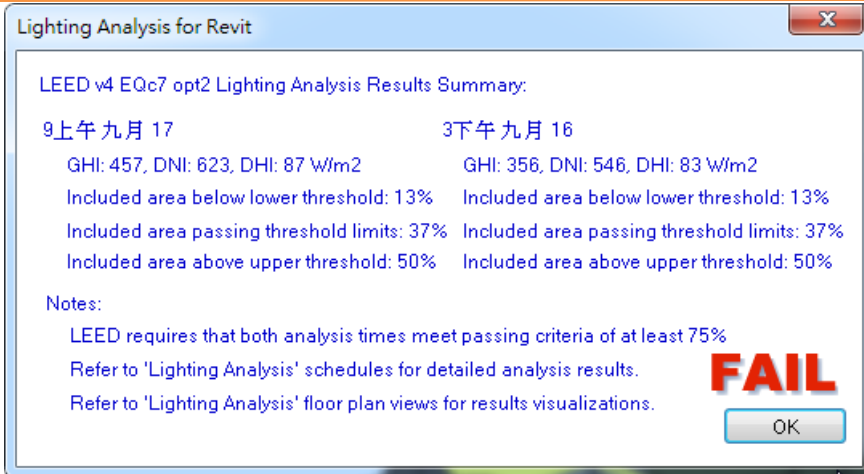 Lighting Analysis for Revit
x
LEED v4 EQc7 opt2 Lighting Analysis Results Summary:
9上午 九月 17
GHI: 457, DNI: 623, DHI: 87 W/m2
Included area below lower threshold: 13%
Included area passing threshold limits: 37%
Included area above upper threshold: 50%
3下午 九月 16
GHI: 356, DNI: 546, DHI: 83 W/m2
Included area below lower threshold: 13%
Included area passing threshold limits: 37%
Included area above upper threshold: 50%
Notes:
LEED requires that both analysis times meet passing criteria of at least 75%
Refer to 'Lighting Analysis' schedules for detailed analysis results.
Refer to 'Lighting Analysis' floor plan views for results visualizations.
FAIL
OK